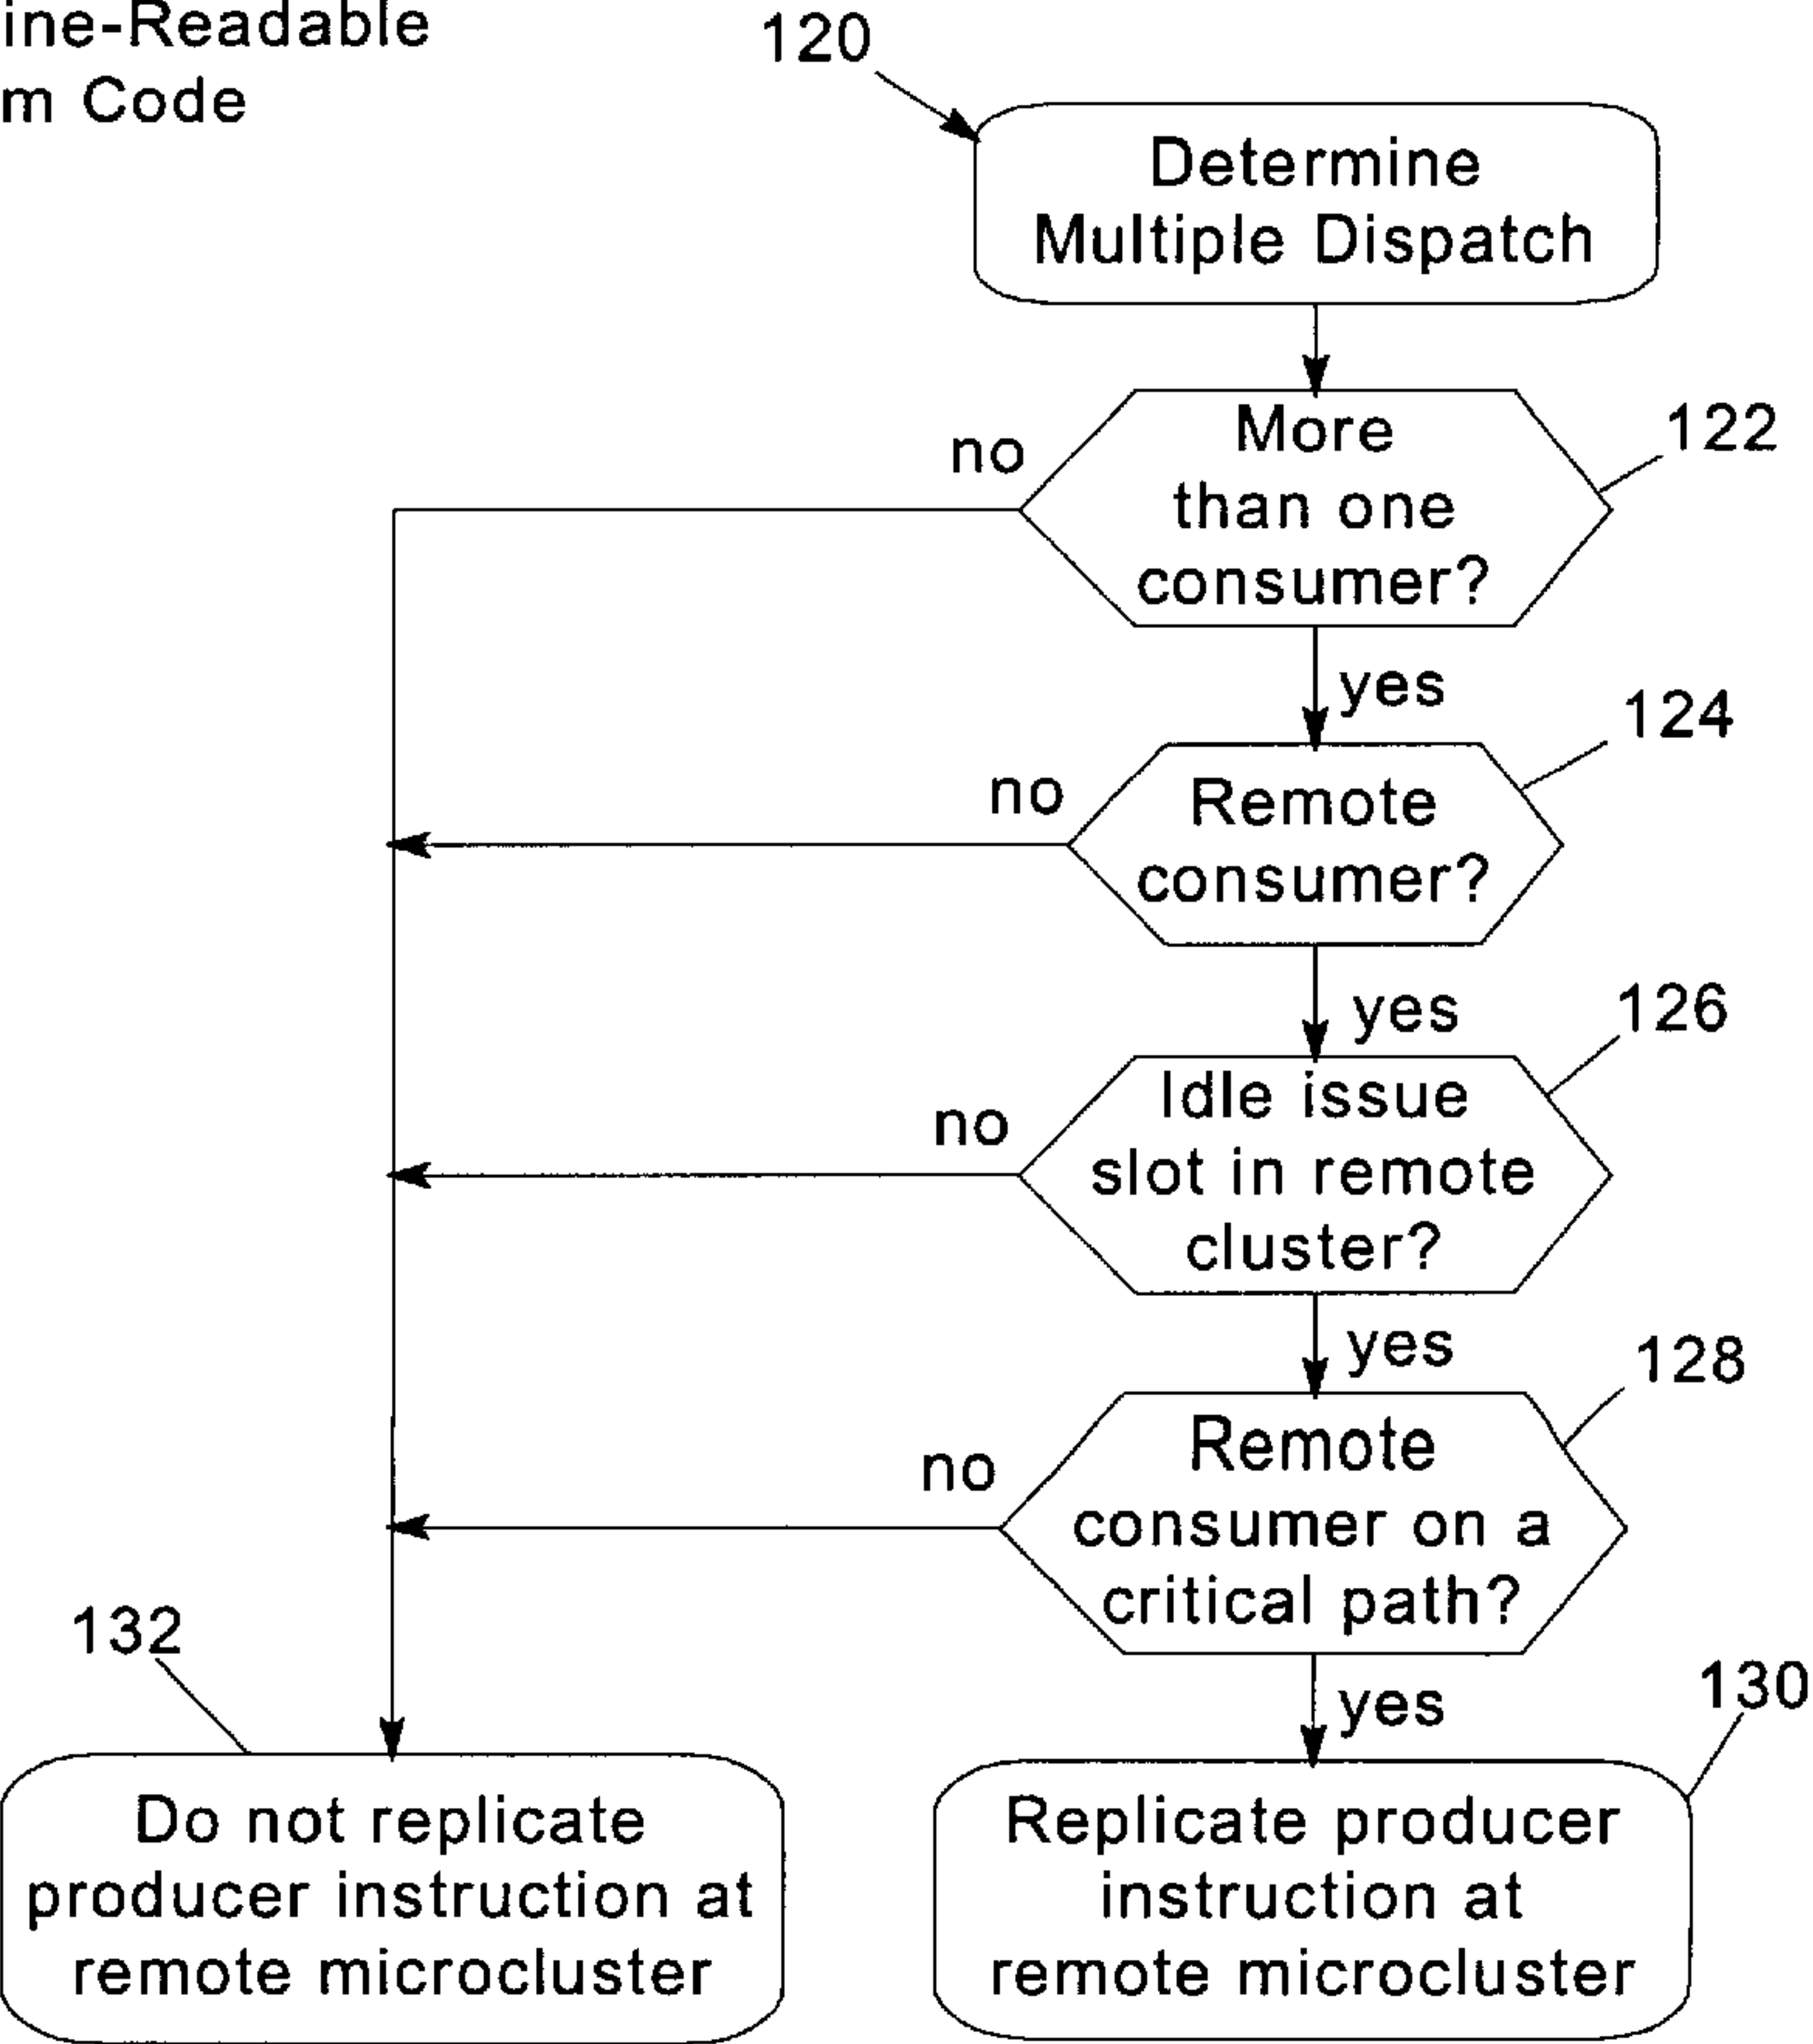 ine-Readable
m Code
120
Determine
Multiple Dispatch
no
More
than one
consumer?
122
yes
no
Remote
consumer?
124
yes
no
Idle issue
slot in remote
cluster?
126
yes
no
Remote
consumer on a
critical path?
128
yes
132
Do not replicate
producer instruction at
remote microcluster
130
Replicate producer
instruction at
remote microcluster